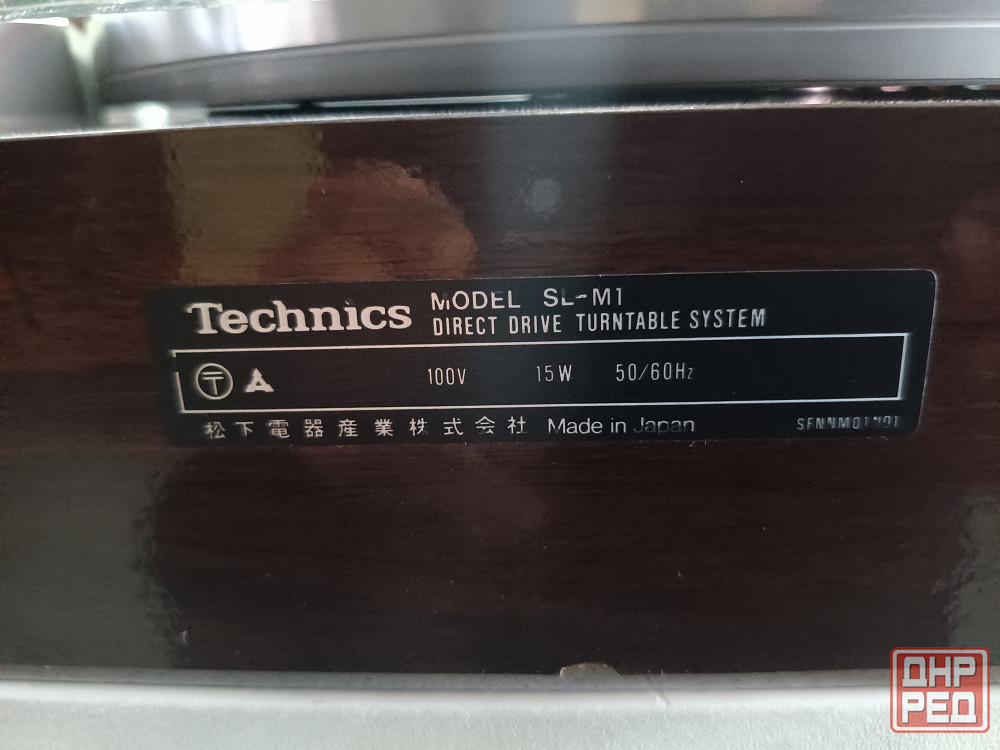 Technics
MODEL SL-M1
DIRECT DRIVE TURNTABLE SYSTEM
〒 A
100V 15W 50/60Hz
松下電器産業株式会社 Made in Japan
ДНР
РЕД